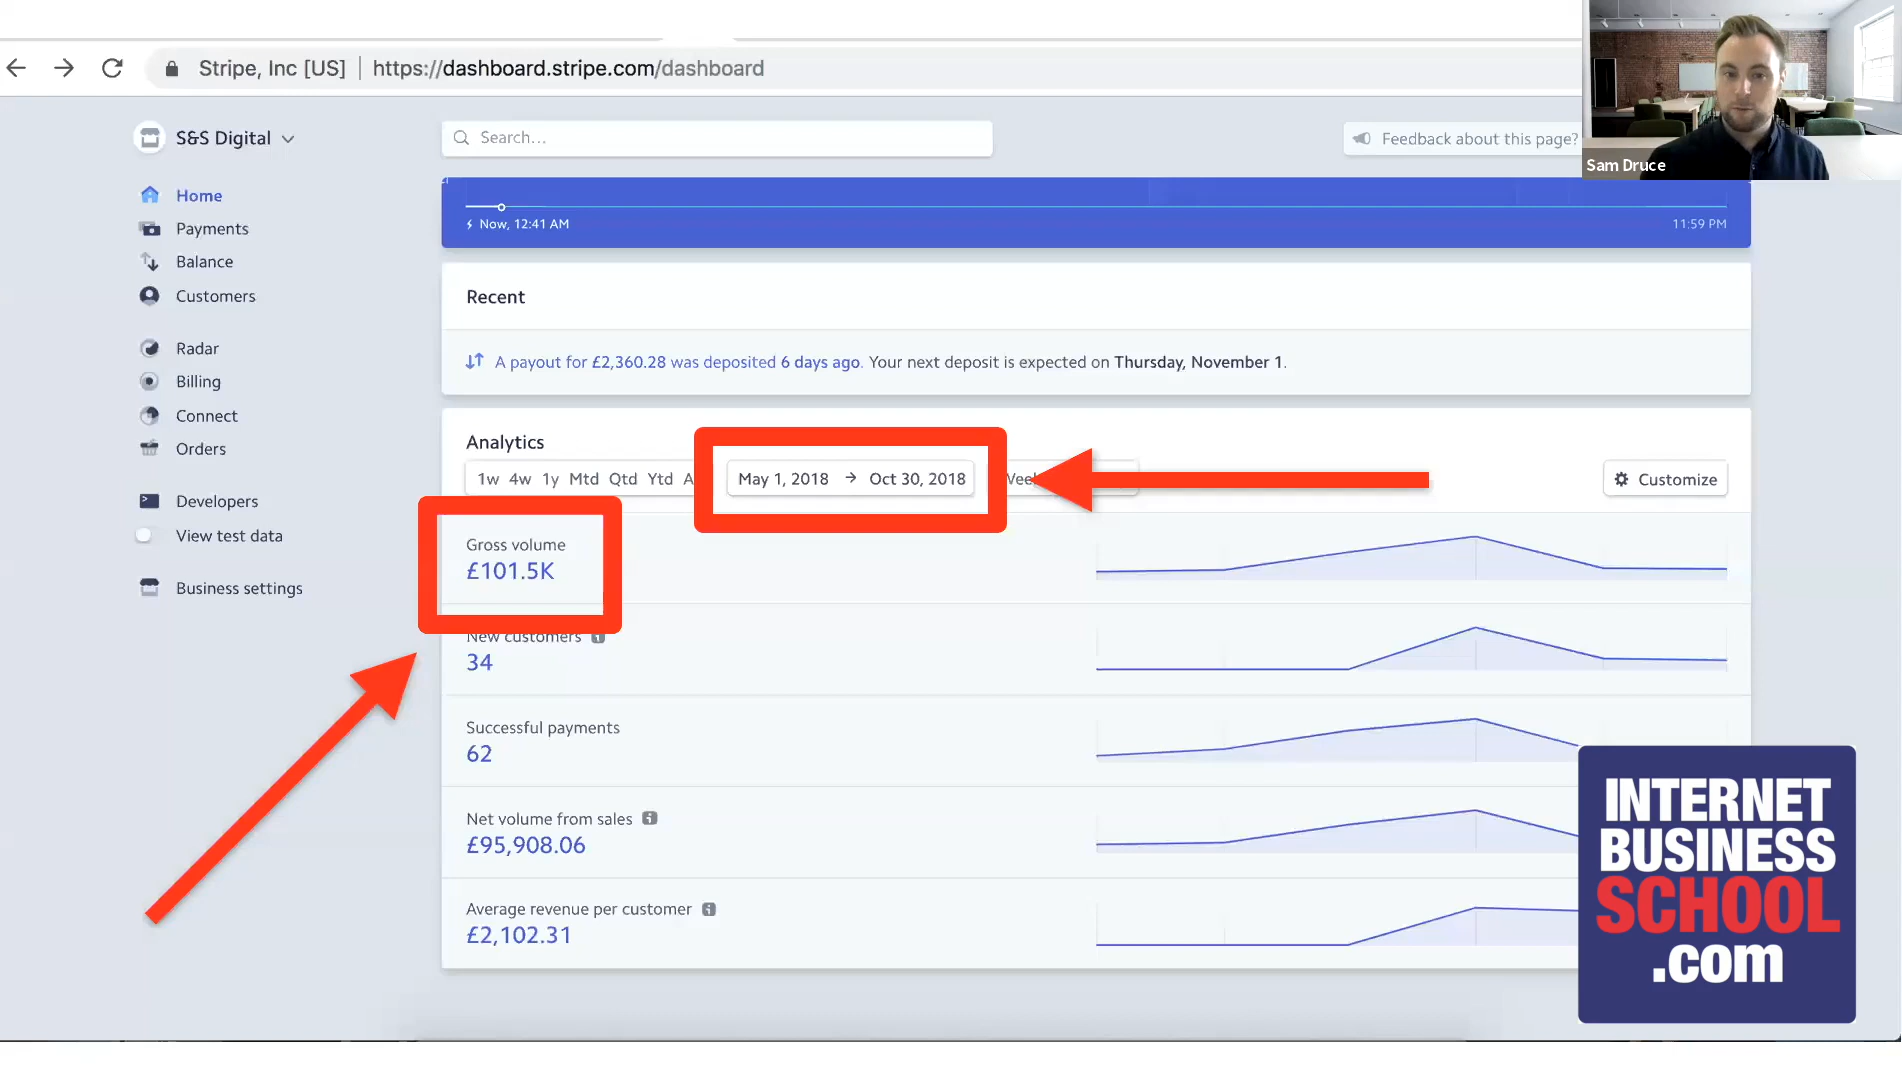 Stripe, Inc [US] | https://dashboard.stripe.com/dashboard
Sam Druce
S&S Digital
Search...
Feedback about this page?
Home
Payments
Balance
Customers
Radar
Billing
Connect
Orders
Developers
View test data
Business settings
Now, 12:41 AM
11:59 PM
Recent
A payout for £2,360.28 was deposited 6 days ago. Your next deposit is expected on Thursday, November 1.
Analytics
1w 4w 1y Mtd Qtd Ytd A May 1, 2018 → Oct 30, 2018
Customize
Gross volume
£101.5K
New customers
34
Successful payments
62
Net volume from sales
£95,908.06
Average revenue per customer
£2,102.31
INTERNET
BUSINESS
SCHOOL
.com